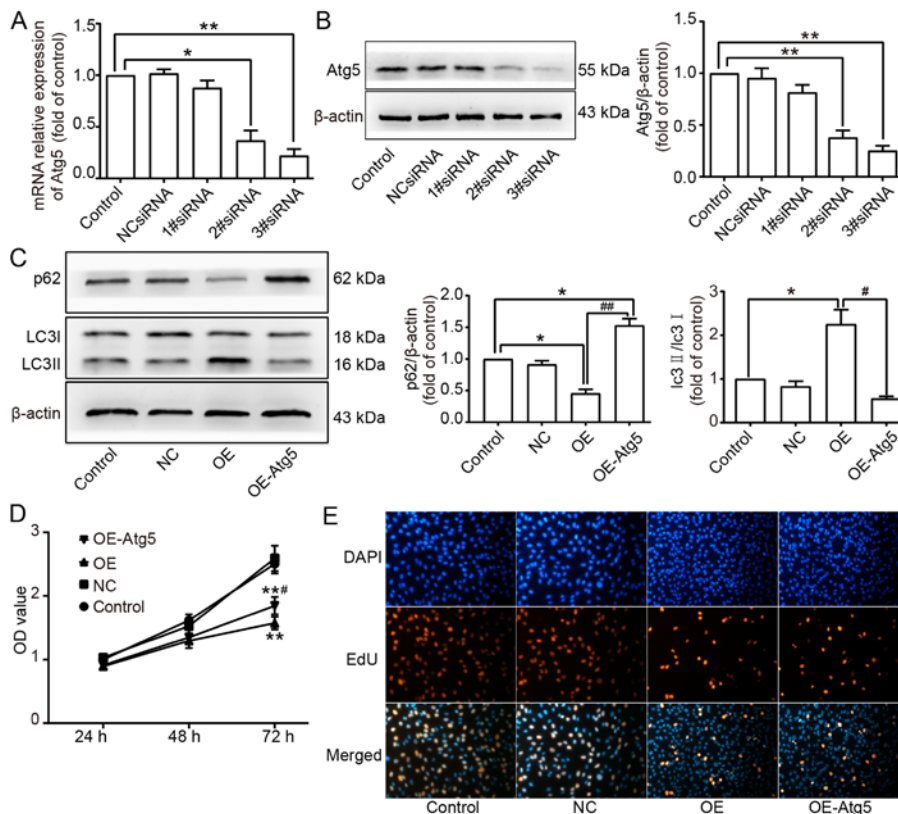 A
mRNA relative expression
of Atg5 (fold of control)
1.5
1.0
0.5
0.0
**
*
Control
NCsiRNA
1#siRNA
2#siRNA
3#siRNA
B
Atg5
55 kDa
β-actin
43 kDa
Control
NCsiRNA
1#siRNA
2#siRNA
3#siRNA
Atg5/β-actin
(fold of control)
1.5
1.0
0.5
0.0
**
**
Control
NCsiRNA
1#siRNA
2#siRNA
3#siRNA
C
p62
62 kDa
LC3I
18 kDa
LC3II
16 kDa
β-actin
43 kDa
Control
NC
OE
OE-Atg5
p62/β-actin
(fold of control)
2.0
1.5
1.0
0.5
0.0
*
##
*
Control
NC
OE
OE-Atg5
lc3 II/lc3 I
(fold of control)
3
2
1
0
*
#
Control
NC
OE
OE-Atg5
D
OD value
3
2
1
0
OE-Atg5
OE
NC
Control
**#
**
24 h
48 h
72 h
E
DAPI
EdU
Merged
Control
NC
OE
OE-Atg5